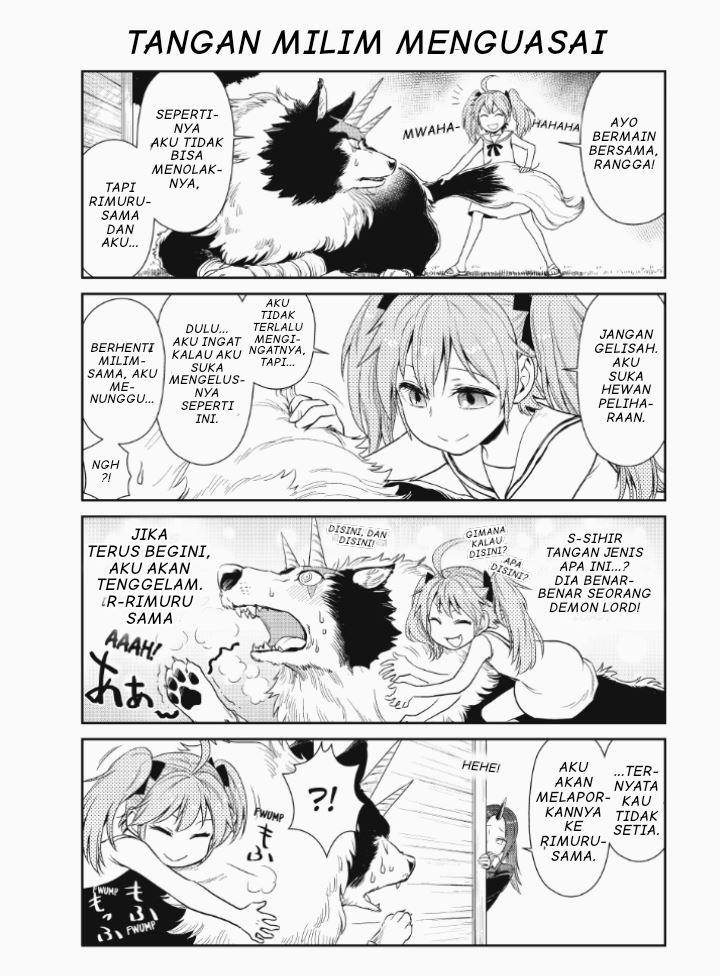 TANGAN MILIM MENGUASAI
AYO
BERMAIN
BERSAMA,
RANGGA!
MWAHA-
HAHAHA
SEPERTI-
NYA
AKU TIDAK
BISA
MENOLAK-
NYA,
TAPI
RIMURU-
SAMA
DAN
AKU...
JANGAN
GELISAH.
AKU
SUKA
HEWAN
PELIHA-
RAAN.
AKU
TIDAK
TERLALU
MENGI-
NGATNYA,
TAPI...
DULU...
AKU INGAT
KALAU AKU
SUKA
MENGELUS-
NYA
SEPERTI
INI.
BERHENTI
MILIM-
SAMA, AKU
ME-
NUNGGU...
NGH
?!
S-SIHIR
TANGAN JENIS
APA INI...?
DIA BENAR-
BENAR SEORANG
DEMON LORD!
GIMANA
KALAU
DISINI?
APA
DISINI?
DISINI, DAN
DISINI!
JIKA
TERUS BEGINI,
AKU AKAN
TENGGELAM.
R-RIMURU
SAMA
AAAH!
あぁ~
...TER-
NYATA
KAU
TIDAK
SETIA.
AKU
AKAN
MELAPOR-
KANNYA
KE
RIMURU-
SAMA.
HEHE!
?!
FWUMP
もふ
FWUMP
もっふ
もふ
FWUMP